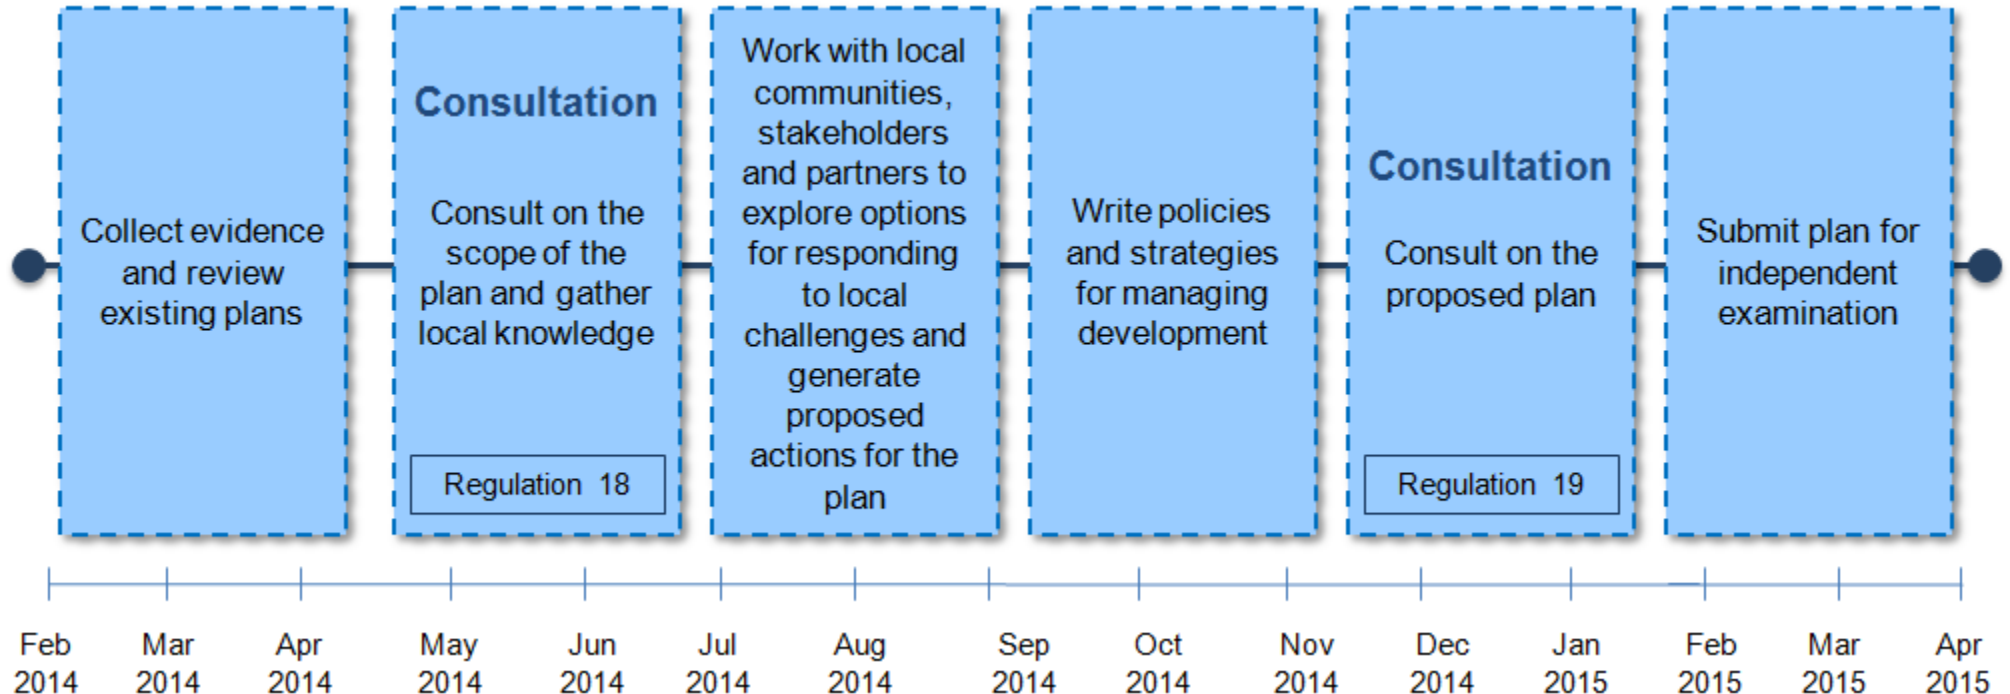 Collect evidence
and review
existing plans
Consultation
Consult on the
scope of the
plan and gather
local knowledge
Regulation 18
Work with local
communities,
stakeholders
and partners to
explore options
for responding
to local
challenges and
generate
proposed
actions for the
plan
Write policies
and strategies
for managing
development
Consultation
Consult on the
proposed plan
Regulation 19
Submit plan for
independent
examination
Feb
2014
Mar
2014
Apr
2014
May
2014
Jun
2014
Jul
2014
Aug
2014
Sep
2014
Oct
2014
Nov
2014
Dec
2014
Jan
2015
Feb
2015
Mar
2015
Apr
2015